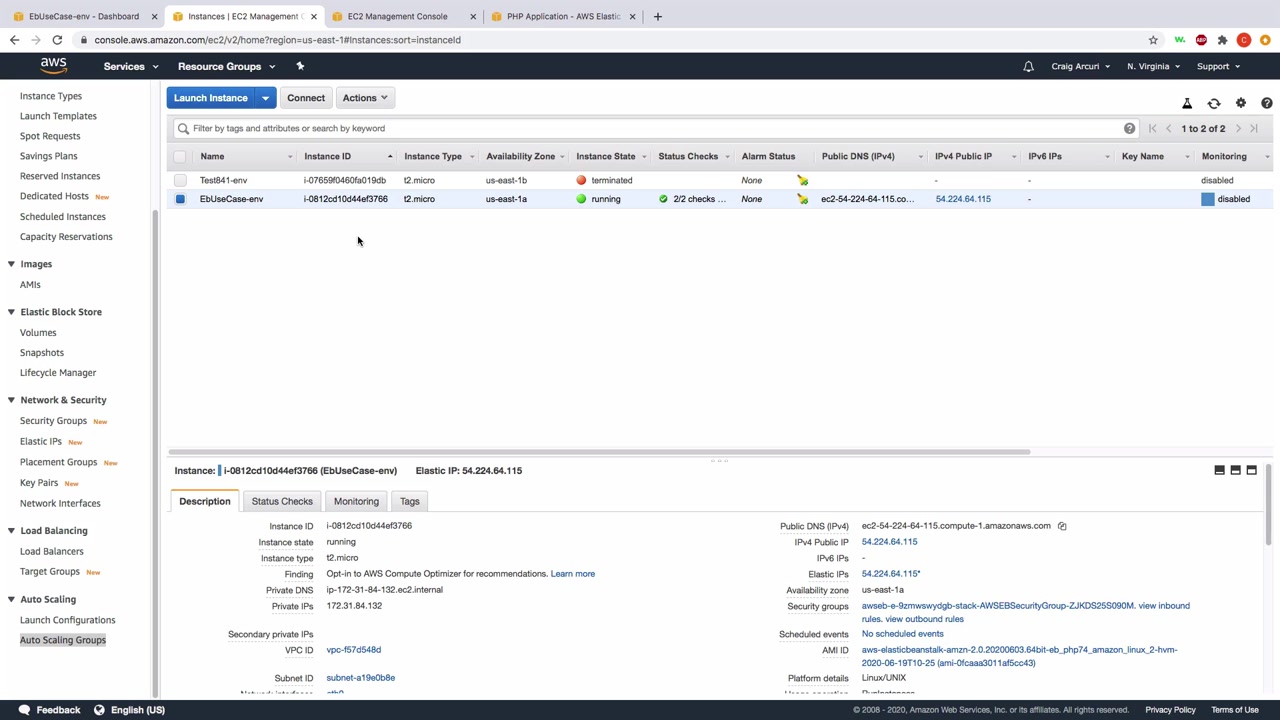 EbUseCase-env - Dashboard
Instances | EC2 Management C
EC2 Management Console
PHP Application - AWS Elastic
console.aws.amazon.com/ec2/v2/home?region=us-east-1#Instances:sort=instanceId
aws Services Resource Groups Craig Arcuri N. Virginia Support
Instance Types
Launch Templates
Spot Requests
Savings Plans
Reserved Instances
Dedicated Hosts New
Scheduled Instances
Capacity Reservations
Images
AMIs
Elastic Block Store
Volumes
Snapshots
Lifecycle Manager
Network & Security
Security Groups New
Elastic IPs New
Placement Groups New
Key Pairs New
Network Interfaces
Load Balancing
Load Balancers
Target Groups New
Auto Scaling
Launch Configurations
Auto Scaling Groups
Launch Instance Connect Actions
Filter by tags and attributes or search by keyword
1 to 2 of 2
Name Instance ID Instance Type Availability Zone Instance State Status Checks Alarm Status Public DNS (IPv4) IPv4 Public IP IPv6 IPs Key Name Monitoring
Test841-env i-07659f0460fa019db t2.micro us-east-1b terminated None - - disabled
EbUseCase-env i-0812cd10d44ef3766 t2.micro us-east-1a running 2/2 checks ... None ec2-54-224-64-115.co... 54.224.64.115 - disabled
Instance: i-0812cd10d44ef3766 (EbUseCase-env) Elastic IP: 54.224.64.115
Description Status Checks Monitoring Tags
Instance ID i-0812cd10d44ef3766
Instance state running
Instance type t2.micro
Finding Opt-in to AWS Compute Optimizer for recommendations. Learn more
Private DNS ip-172-31-84-132.ec2.internal
Private IPs 172.31.84.132
Secondary private IPs
VPC ID vpc-f57d548d
Subnet ID subnet-a19e0b8e
Network interfaces eth0
Public DNS (IPv4) ec2-54-224-64-115.compute-1.amazonaws.com
IPv4 Public IP 54.224.64.115
IPv6 IPs -
Elastic IPs 54.224.64.115*
Availability zone us-east-1a
Security groups awseb-e-9zmwswydgb-stack-AWSEBSecurityGroup-ZJKDS25S090M. view inbound
rules. view outbound rules
Scheduled events No scheduled events
AMI ID aws-elasticbeanstalk-amzn-2.0.20200603.64bit-eb_php74_amazon_linux_2-hvm-
2020-06-19T10-25 (ami-0fcaaa3011af5cc43)
Platform details Linux/UNIX
Usage operation RunInstances
Feedback English (US)
© 2008 - 2020, Amazon Web Services, Inc. or its affiliates. All rights reserved. Privacy Policy Terms of Use